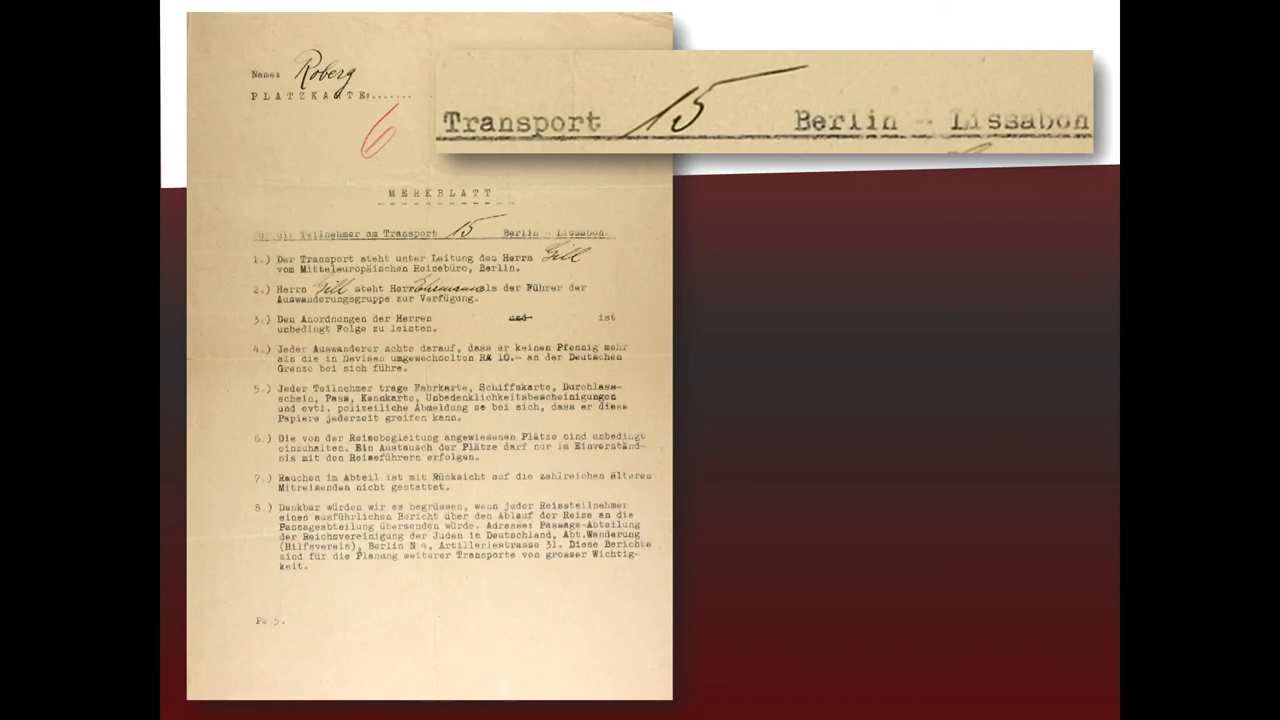 Name: Roberg
PLATZKARTE:......
6
Transport 15 Berlin - Lissabon
MERKBLATT
für die Teilnehmer am Transport 15 Berlin - Lissabon
1.) Der Transport steht unter Leitung des Herrn Gill
vom Mitteleuropäischen Reisebüro, Berlin.
2.) Herrn Gill steht Herr als der Führer der
Auswanderungsgruppe zur Verfügung.
3.) Den Anordnungen der Herren und ist
unbedingt Folge zu leisten.
4.) Jeder Auswanderer achte darauf, dass er keinen Pfennig mehr
als die in Devisen umgewechselten RM 10.- an der Deutschen
Grenze bei sich führe.
5.) Jeder Teilnehmer trage Fahrkarte, Schiffskarte, Durchlass-
schein, Pass, Kennkarte, Unbedenklichkeitsbescheinigungen
und evtl. polizeiliche Abmeldung so bei sich, dass er diese
Papiere jederzeit greifen kann.
6.) Die von der Reisebegleitung angewiesenen Plätze sind unbedingt
einzuhalten. Ein Austausch der Plätze darf nur im Einverständ-
nis mit den Reiseführern erfolgen.
7.) Rauchen im Abteil ist mit Rücksicht auf die zahlreichen älteren
Mitreisenden nicht gestattet.
8.) Dankbar würden wir es begrüssen, wenn jeder Reiseteilnehmer
einen ausführlichen Bericht über den Ablauf der Reise an die
Passageabteilung übersenden würde. Adresse: Passage-Abteilung
der Reichsvereinigung der Juden in Deutschland, Abt.Wanderung
(Hilfsverein), Berlin N 4, Artilleriestrasse 31. Diese Berichte
sind für die Planung weiterer Transporte von grosser Wichtig-
keit.